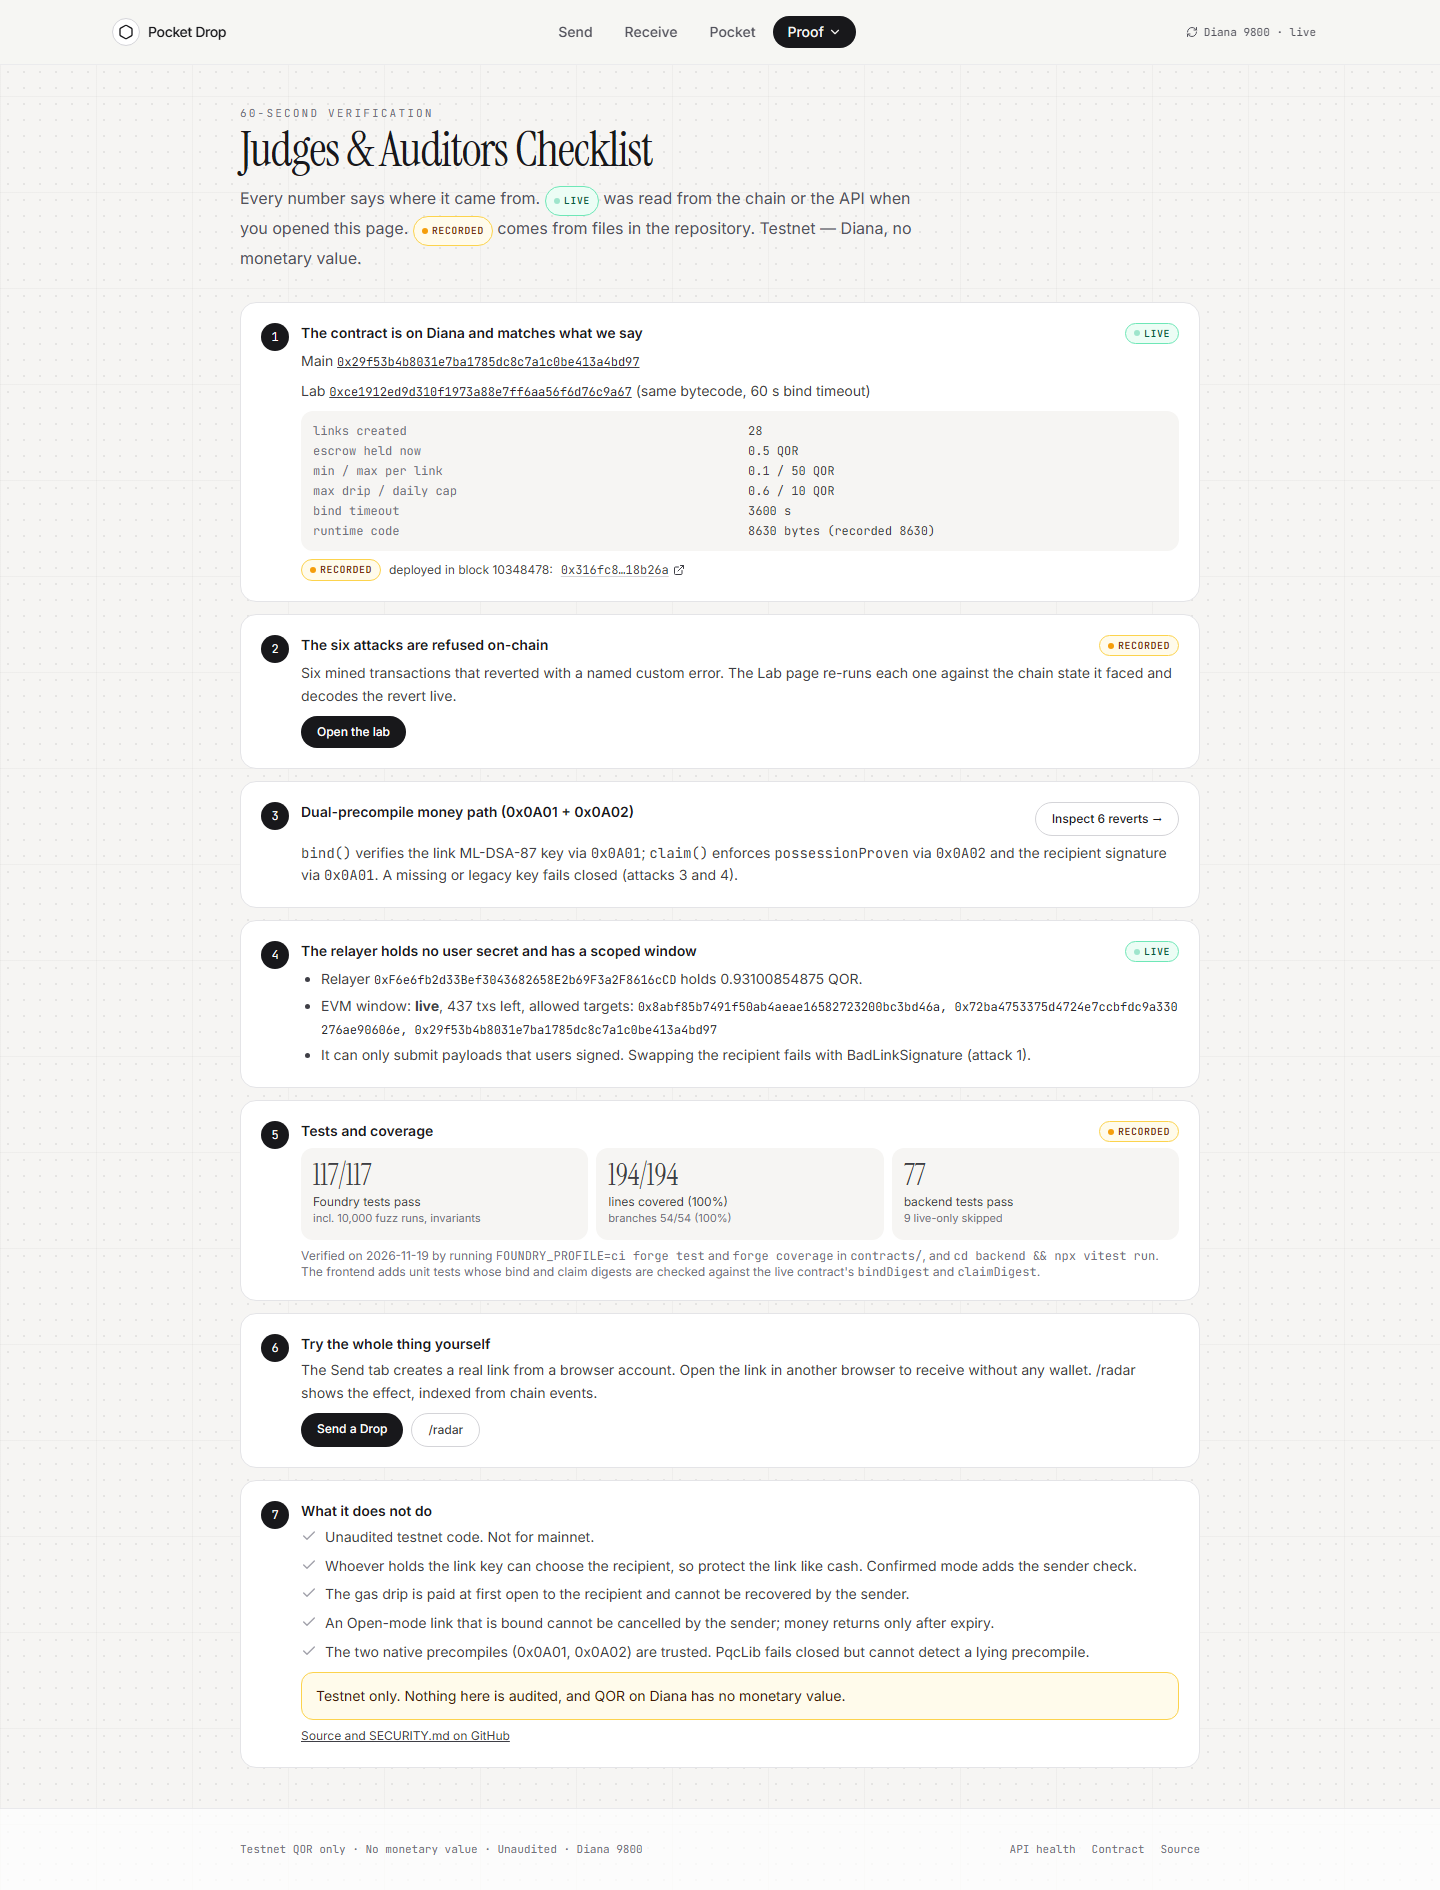 Pocket Drop
Send
Receive
Pocket
Proof
Diana 9800 · live
60-SECOND VERIFICATION
Judges & Auditors Checklist
Every number says where it came from. LIVE was read from the chain or the API when
you opened this page. RECORDED comes from files in the repository. Testnet — Diana, no
monetary value.
1
The contract is on Diana and matches what we say
LIVE
Main 0x29f53b4b8031e7ba1785dc8c7a1c0be413a4bd97
Lab 0xce1912ed9d310f1973a88e7ff6aa56f6d76c9a67 (same bytecode, 60 s bind timeout)
links created 28
escrow held now 0.5 QOR
min / max per link 0.1 / 50 QOR
max drip / daily cap 0.6 / 10 QOR
bind timeout 3600 s
runtime code 8630 bytes (recorded 8630)
RECORDED deployed in block 10348478: 0x316fc8…18b26a
2
The six attacks are refused on-chain
RECORDED
Six mined transactions that reverted with a named custom error. The Lab page re-runs each one against the chain state it faced and
decodes the revert live.
Open the lab
3
Dual-precompile money path (0x0A01 + 0x0A02)
Inspect 6 reverts →
bind() verifies the link ML-DSA-87 key via 0x0A01; claim() enforces possessionProven via 0x0A02 and the recipient signature
via 0x0A01. A missing or legacy key fails closed (attacks 3 and 4).
4
The relayer holds no user secret and has a scoped window
LIVE
• Relayer 0xF6e6fb2d33Bef3043682658E2b69F3a2F8616cCD holds 0.93100854875 QOR.
• EVM window: live, 437 txs left, allowed targets: 0x8abf85b7491f50ab4aeae16582723200bc3bd46a, 0x72ba4753375d4724e7ccbfdc9a330
276ae90606e, 0x29f53b4b8031e7ba1785dc8c7a1c0be413a4bd97
• It can only submit payloads that users signed. Swapping the recipient fails with BadLinkSignature (attack 1).
5
Tests and coverage
RECORDED
117/117
Foundry tests pass
incl. 10,000 fuzz runs, invariants
194/194
lines covered (100%)
branches 54/54 (100%)
77
backend tests pass
9 live-only skipped
Verified on 2026-11-19 by running FOUNDRY_PROFILE=ci forge test and forge coverage in contracts/, and cd backend && npx vitest run.
The frontend adds unit tests whose bind and claim digests are checked against the live contract's bindDigest and claimDigest.
6
Try the whole thing yourself
The Send tab creates a real link from a browser account. Open the link in another browser to receive without any wallet. /radar
shows the effect, indexed from chain events.
Send a Drop
/radar
7
What it does not do
Unaudited testnet code. Not for mainnet.
Whoever holds the link key can choose the recipient, so protect the link like cash. Confirmed mode adds the sender check.
The gas drip is paid at first open to the recipient and cannot be recovered by the sender.
An Open-mode link that is bound cannot be cancelled by the sender; money returns only after expiry.
The two native precompiles (0x0A01, 0x0A02) are trusted. PqcLib fails closed but cannot detect a lying precompile.
Testnet only. Nothing here is audited, and QOR on Diana has no monetary value.
Source and SECURITY.md on GitHub
Testnet QOR only · No monetary value · Unaudited · Diana 9800
API health
Contract
Source